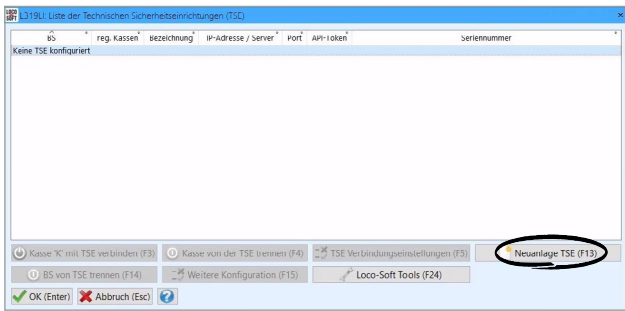 LOCO SOFT L319LI: Liste der Technischen Sicherheitseinrichtungen (TSE)
BS reg. Kassen Bezeichnung IP-Adresse / Server Port API-Token Seriennummer
Keine TSE konfiguriert
Kasse 'K' mit TSE verbinden (F3) Kasse von der TSE trennen (F4) TSE Verbindungseinstellungen (F5) Neuanlage TSE (F13)
BS von TSE trennen (F14) Weitere Konfiguration (F15) Loco-Soft Tools (F24)
OK (Enter) Abbruch (Esc) ?